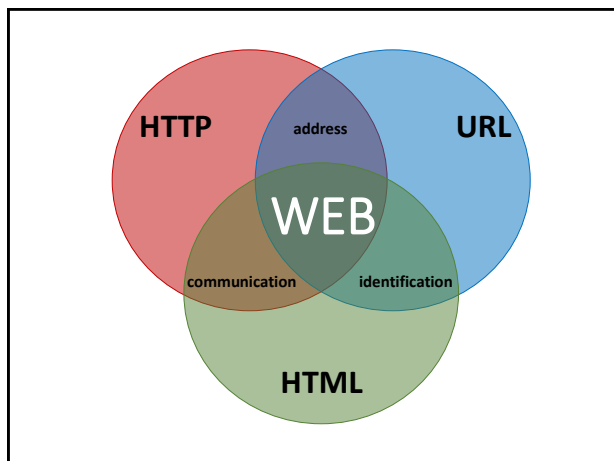 HTTP
address
URL
WEB
communication
identification
HTML